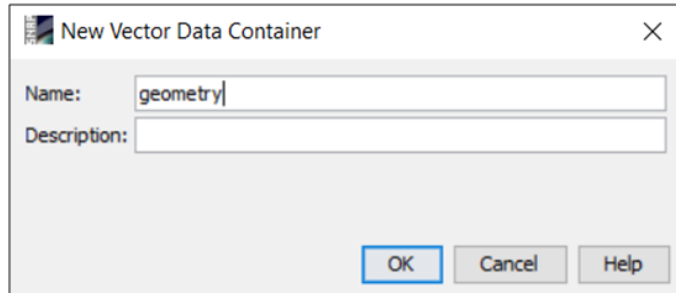 New Vector Data Container
Name: geometry
Description:
OK Cancel Help